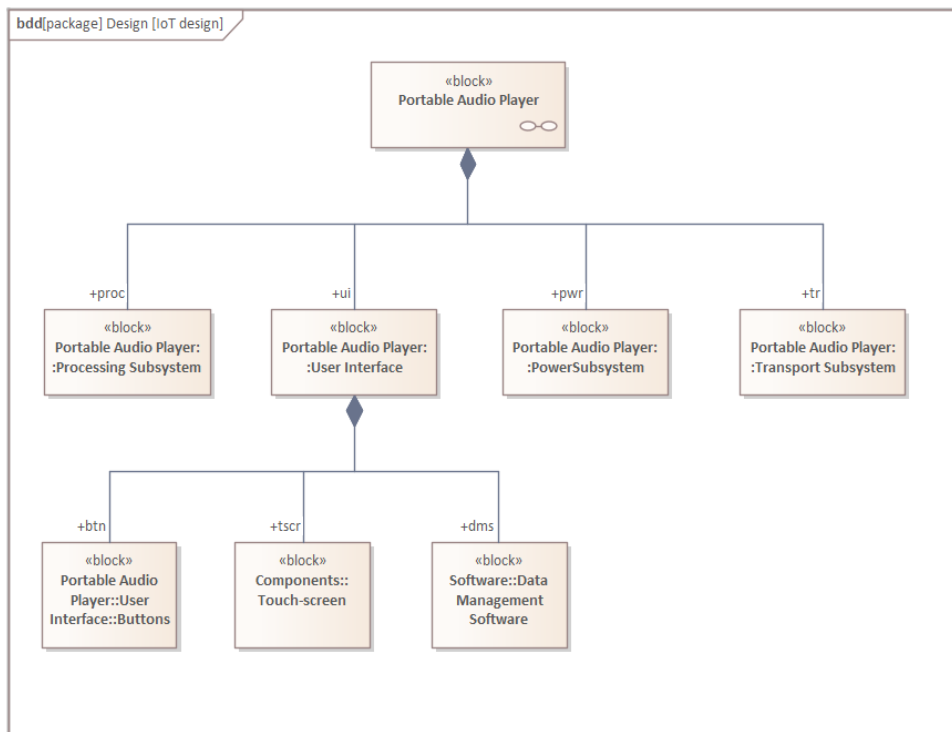 bdd[package] Design [IoT design]
«block»
Portable Audio Player
+proc
+ui
+pwr
+tr
«block»
Portable Audio Player:
:Processing Subsystem
«block»
Portable Audio Player:
:User Interface
«block»
Portable Audio Player:
:PowerSubsystem
«block»
Portable Audio Player:
:Transport Subsystem
+btn
+tscr
+dms
«block»
Portable Audio
Player::User
Interface::Buttons
«block»
Components::
Touch-screen
«block»
Software::Data
Management
Software